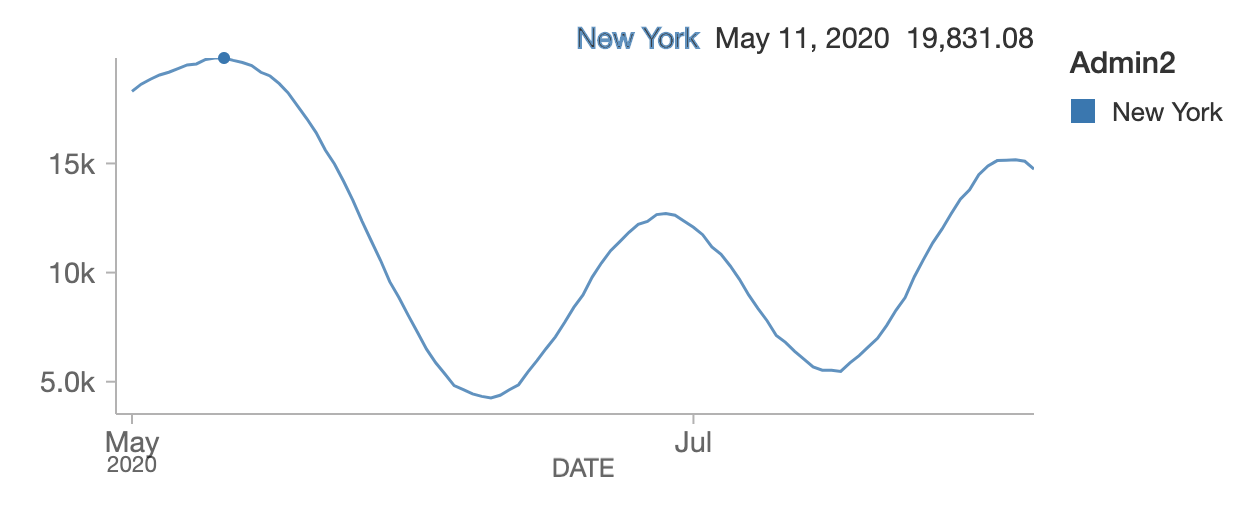 New York May 11, 2020 19,831.08
Admin2
New York
15k
10k
5.0k
May
2020
Jul
DATE